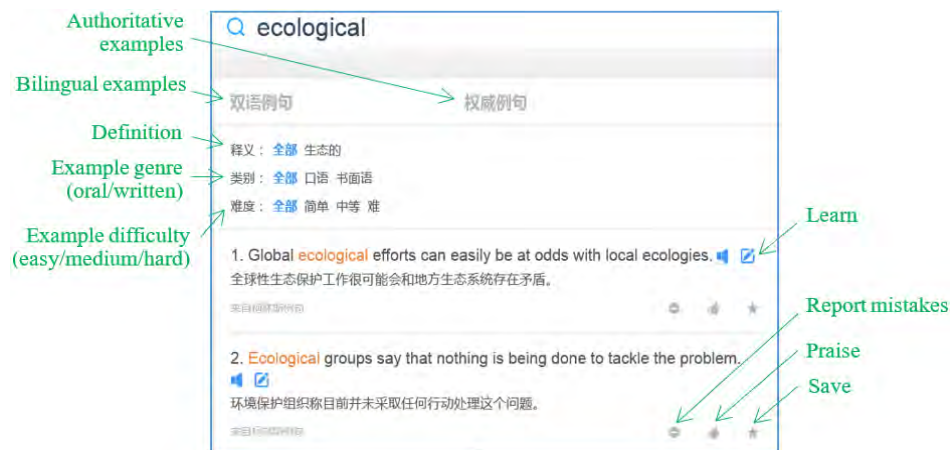 Authoritative
examples
ecological
Bilingual examples
双语例句 权威例句
Definition
释义： 全部 生态的
Example genre
(oral/written)
类别： 全部 口语 书面语
Example difficulty
(easy/medium/hard)
难度： 全部 简单 中等 难
Learn
1. Global ecological efforts can easily be at odds with local ecologies.
全球性生态保护工作很可能会和地方生态系统存在矛盾。
Report mistakes
2. Ecological groups say that nothing is being done to tackle the problem.
Praise
Save
环境保护组织称目前并未采取任何行动处理这个问题。